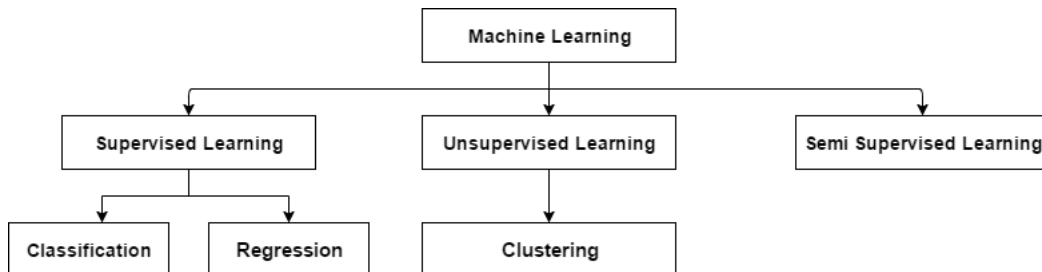 Machine Learning
Supervised Learning
Unsupervised Learning
Semi Supervised Learning
Classification
Regression
Clustering